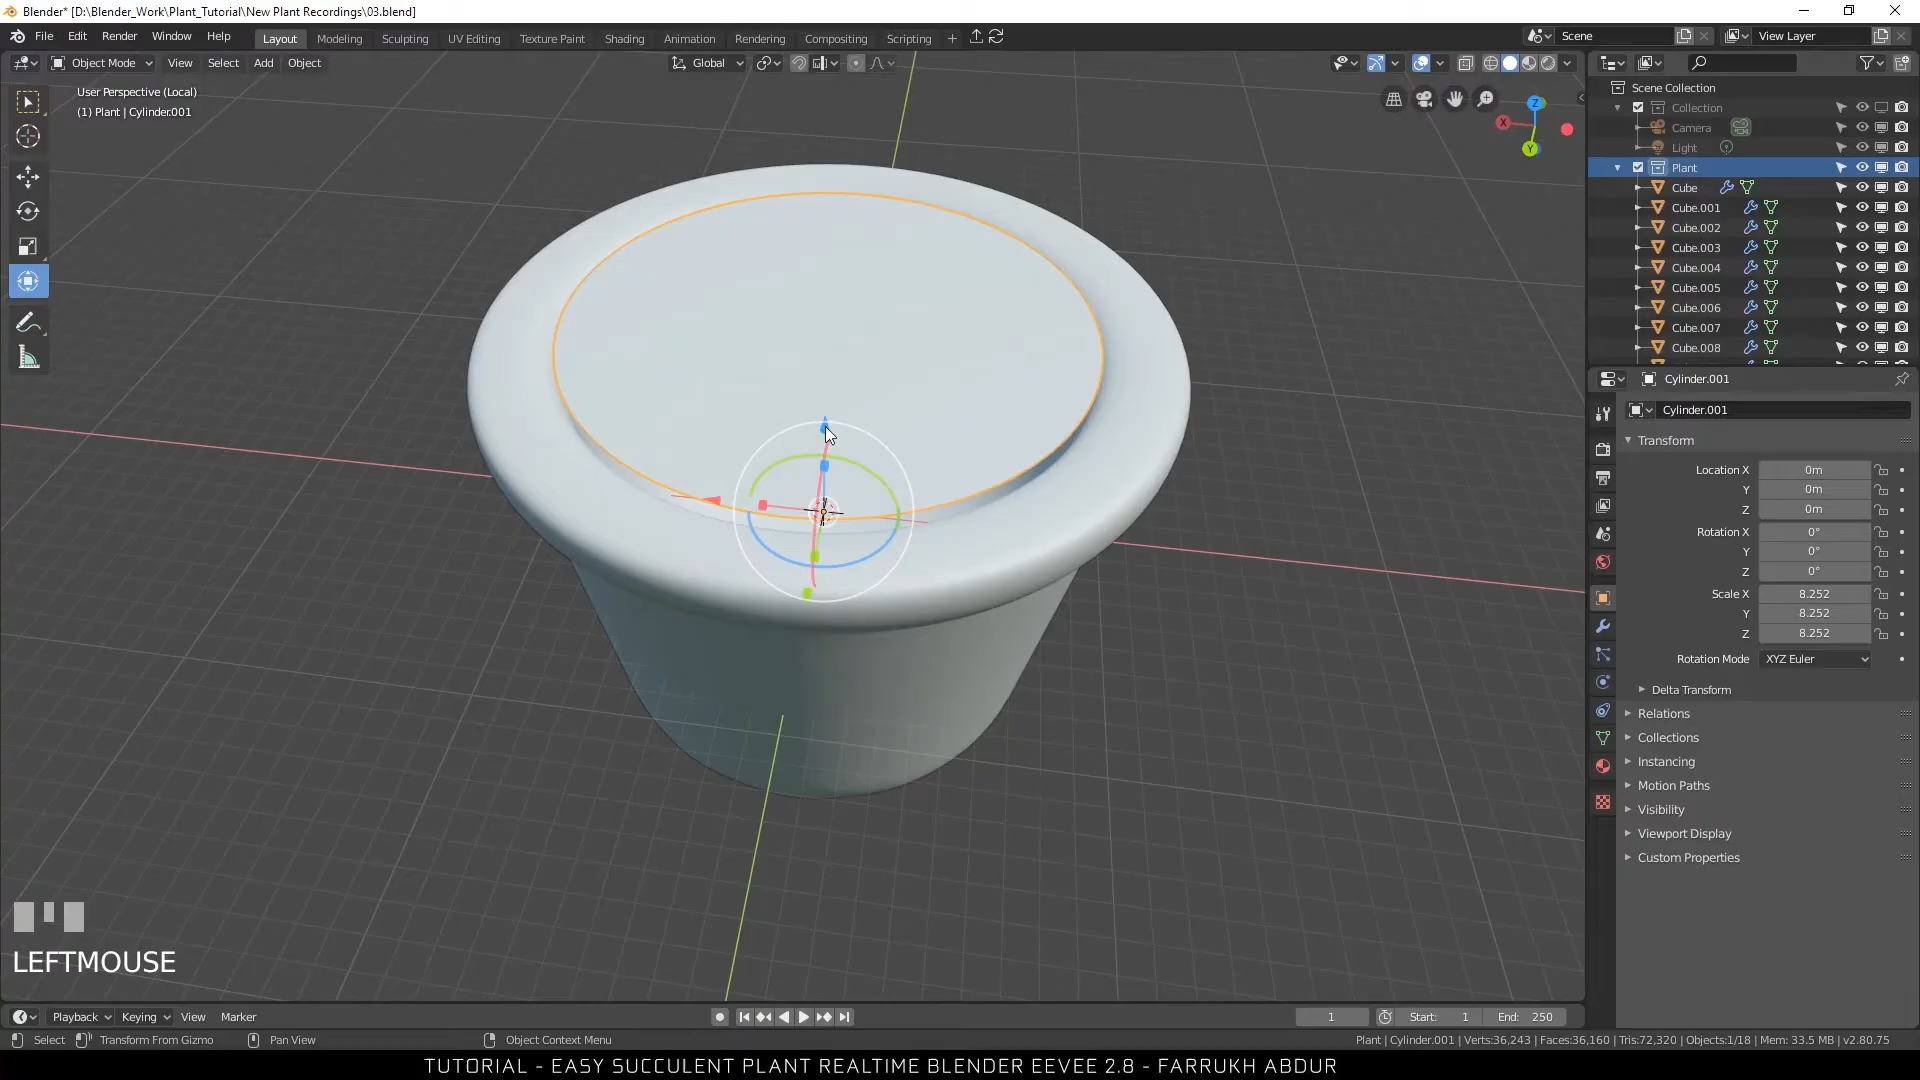 Blender* [D:\Blender_Work\Plant_Tutorial\New Plant Recordings\03.blend]
File Edit Render Window Help Layout Modeling Sculpting UV Editing Texture Paint Shading Animation Rendering Compositing Scripting + Scene View Layer
Object Mode View Select Add Object Global
User Perspective (Local)
(1) Plant | Cylinder.001
Z
X
Y
Scene Collection
Collection
Camera
Light
Plant
Cube
Cube.001
Cube.002
Cube.003
Cube.004
Cube.005
Cube.006
Cube.007
Cube.008
Cylinder.001
Cylinder.001
Transform
Location X 0m
Y 0m
Z 0m
Rotation X 0°
Y 0°
Z 0°
Scale X 8.252
Y 8.252
Z 8.252
Rotation Mode XYZ Euler
Delta Transform
Relations
Collections
Instancing
Motion Paths
Visibility
Viewport Display
Custom Properties
LEFTMOUSE
Playback Keying View Marker 1 Start: 1 End: 250
Select Transform From Gizmo Pan View Object Context Menu Plant | Cylinder.001 | Verts:36,243 | Faces:36,160 | Tris:72,320 | Objects:1/18 | Mem: 33.5 MB | v2.80.75
TUTORIAL - EASY SUCCULENT PLANT REALTIME BLENDER EEVEE 2.8 - FARRUKH ABDUR